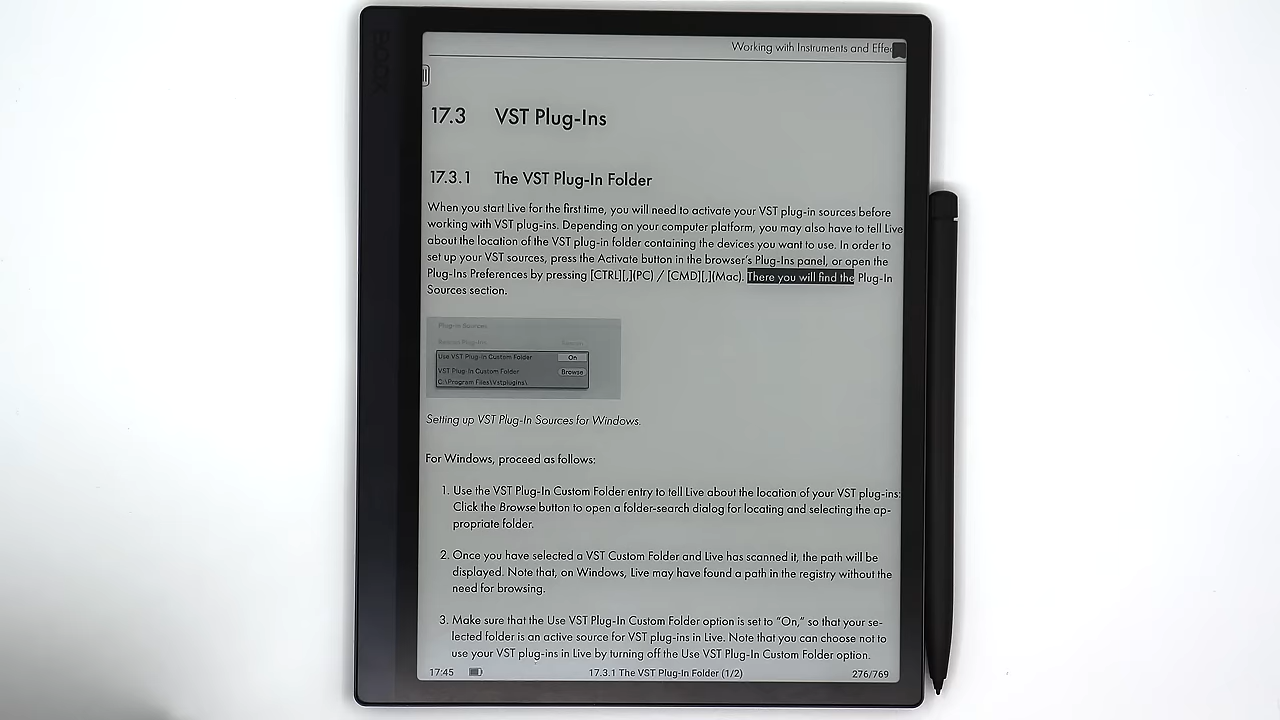 BOOX
Working with Instruments and Effec
17.3 VST Plug-Ins
17.3.1 The VST Plug-In Folder
When you start Live for the first time, you will need to activate your VST plug-in sources before
working with VST plug-ins. Depending on your computer platform, you may also have to tell Live
about the location of the VST plug-in folder containing the devices you want to use. In order to
set up your VST sources, press the Activate button in the browser's Plug-Ins panel, or open the
Plug-Ins Preferences by pressing [CTRL][,](PC) / [CMD][,](Mac). There you will find the Plug-In
Sources section.
Plug-In Sources
Rescan Plug-Ins Rescan
Use VST Plug-In Custom Folder On
VST Plug-In Custom Folder Browse
C:\Program Files\Vstplugins\
Setting up VST Plug-In Sources for Windows.
For Windows, proceed as follows:
1. Use the VST Plug-In Custom Folder entry to tell Live about the location of your VST plug-ins:
Click the Browse button to open a folder-search dialog for locating and selecting the ap-
propriate folder.
2. Once you have selected a VST Custom Folder and Live has scanned it, the path will be
displayed. Note that, on Windows, Live may have found a path in the registry without the
need for browsing.
3. Make sure that the Use VST Plug-In Custom Folder option is set to "On," so that your se-
lected folder is an active source for VST plug-ins in Live. Note that you can choose not to
use your VST plug-ins in Live by turning off the Use VST Plug-In Custom Folder option.
17:45 17.3.1 The VST Plug-In Folder (1/2) 276/769